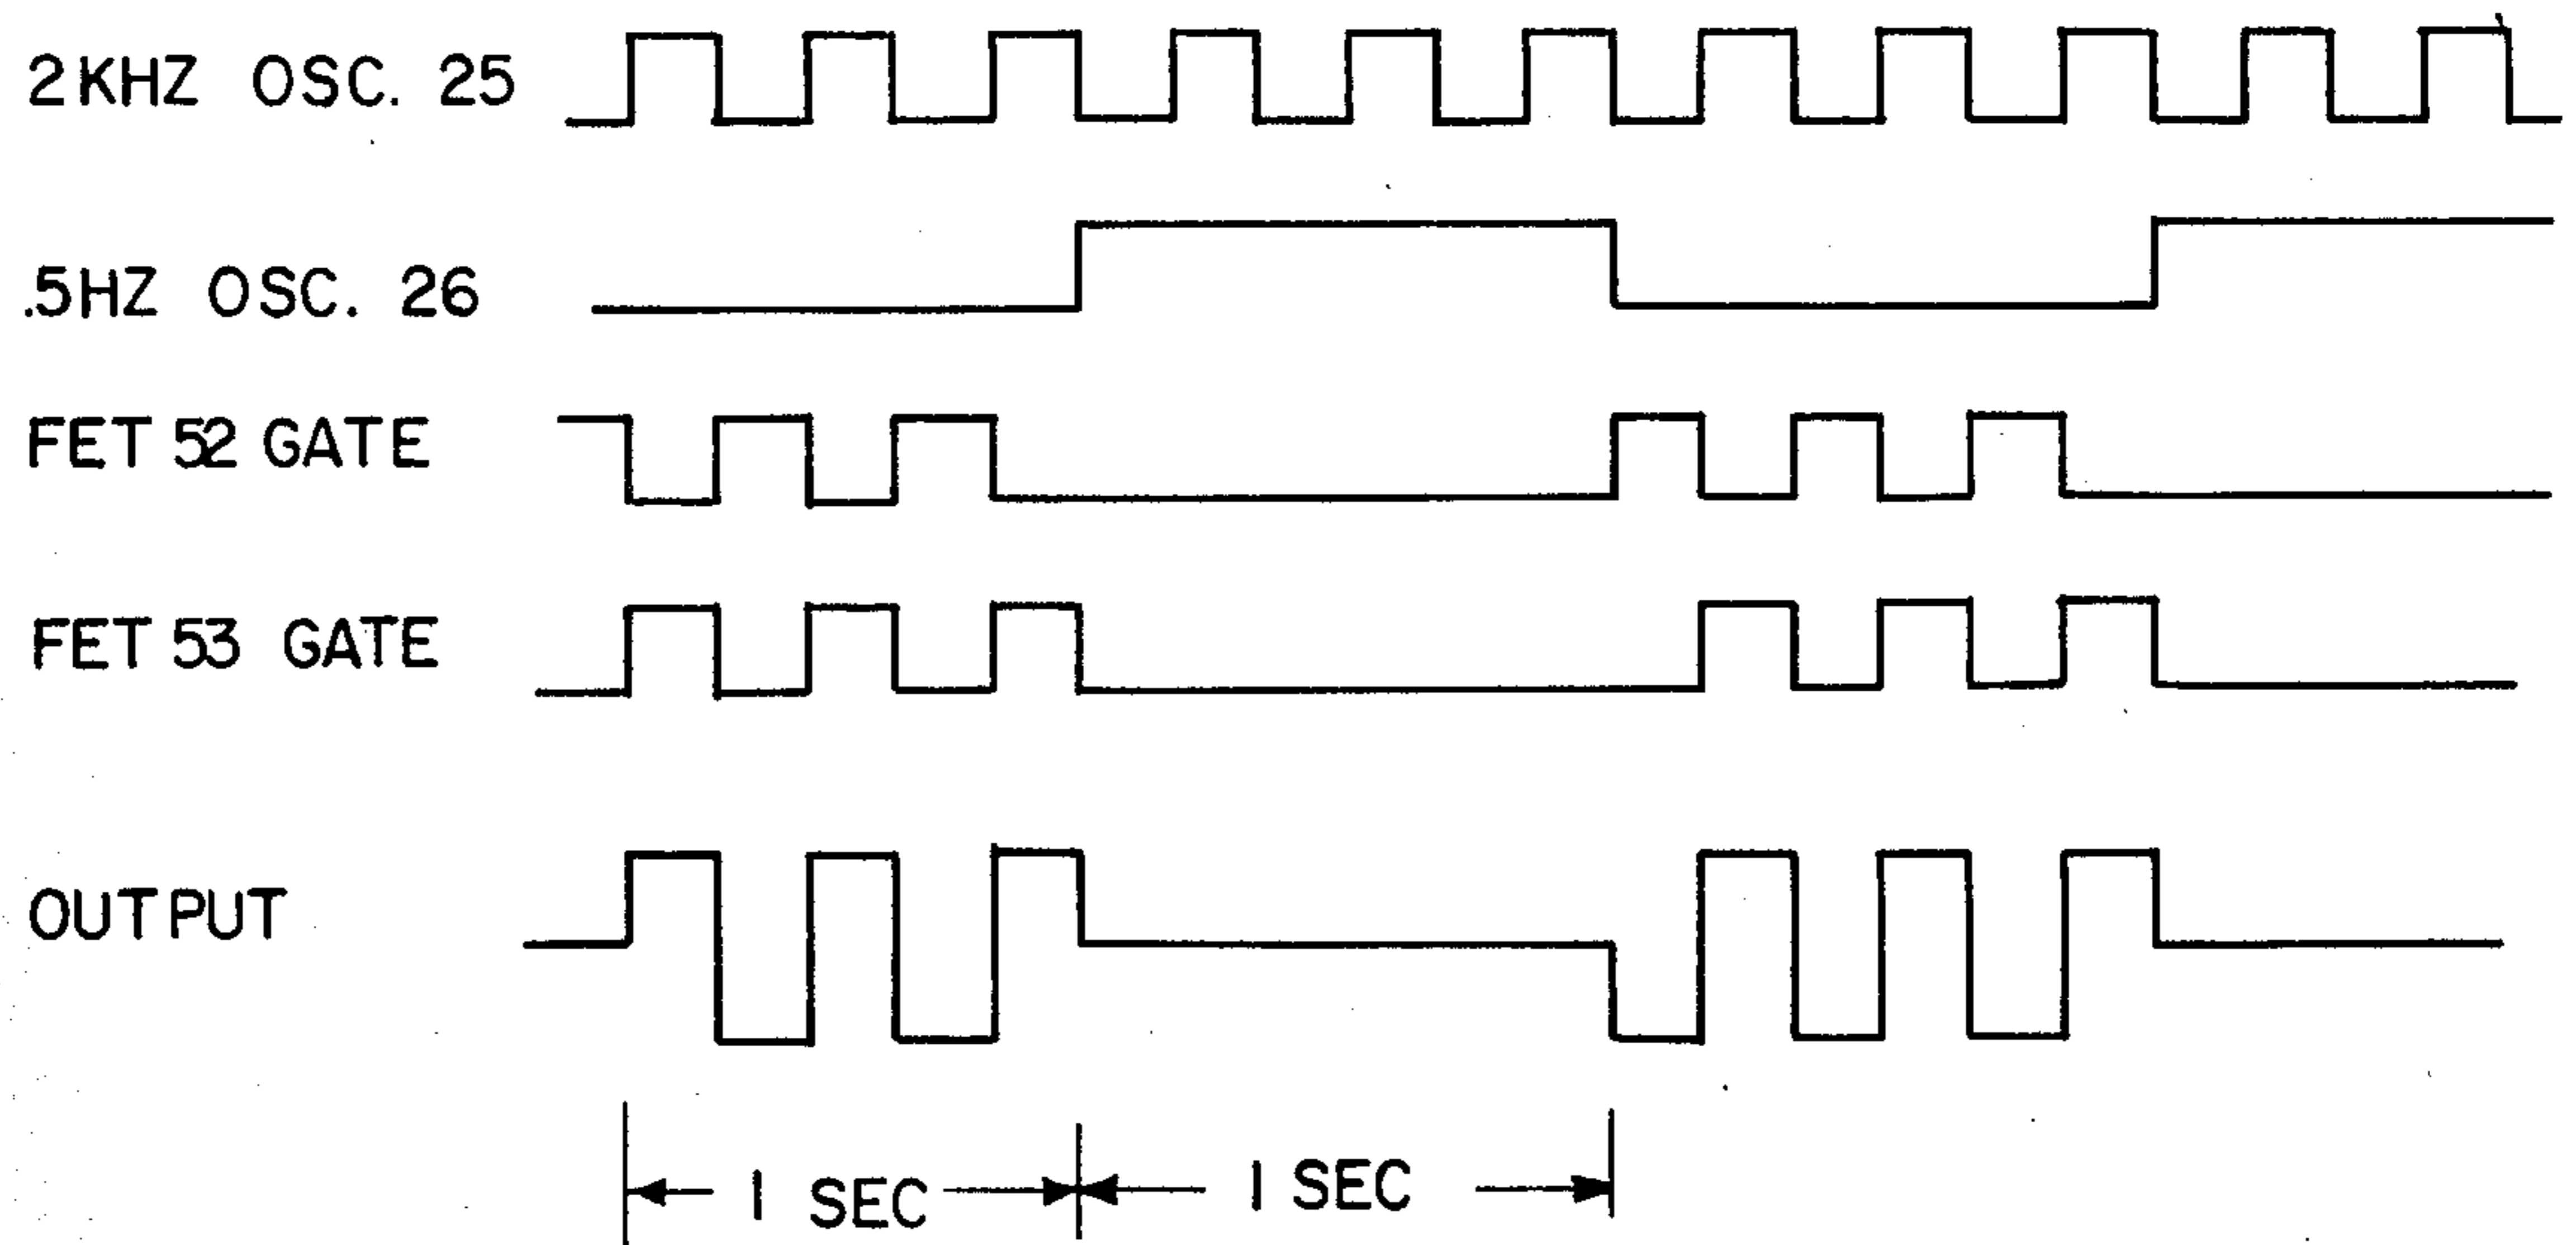 2KHZ OSC. 25
.5HZ OSC. 26
FET 52 GATE
FET 53 GATE
OUTPUT
1 SEC 1 SEC